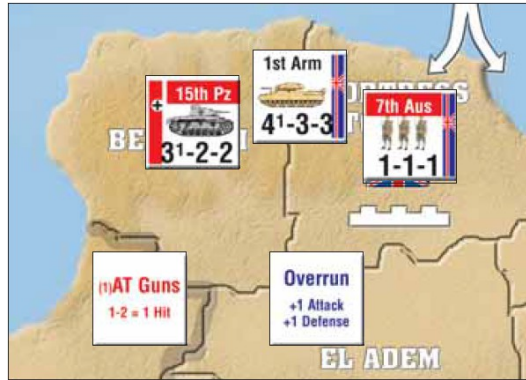 15th Pz
3¹-2-2
1st Arm
4¹-3-3
7th Aus
1-1-1
(1)AT Guns
1-2 = 1 Hit
Overrun
+1 Attack
+1 Defense
EL ADEM